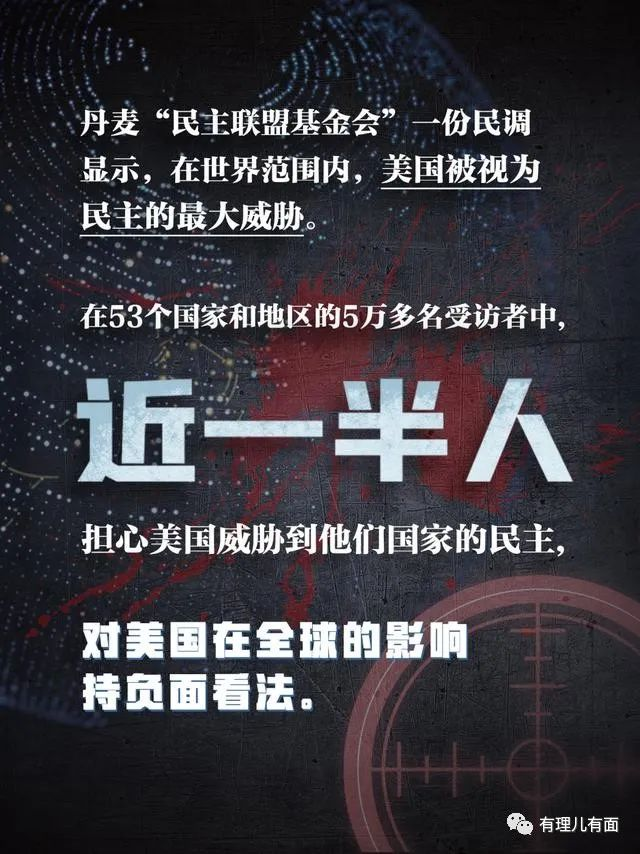 丹麦“民主联盟基金会”一份民调
显示，在世界范围内，美国被视为
民主的最大威胁。
在53个国家和地区的5万多名受访者中，
近一半人
担心美国威胁到他们国家的民主，
对美国在全球的影响
持负面看法。
有理儿有面